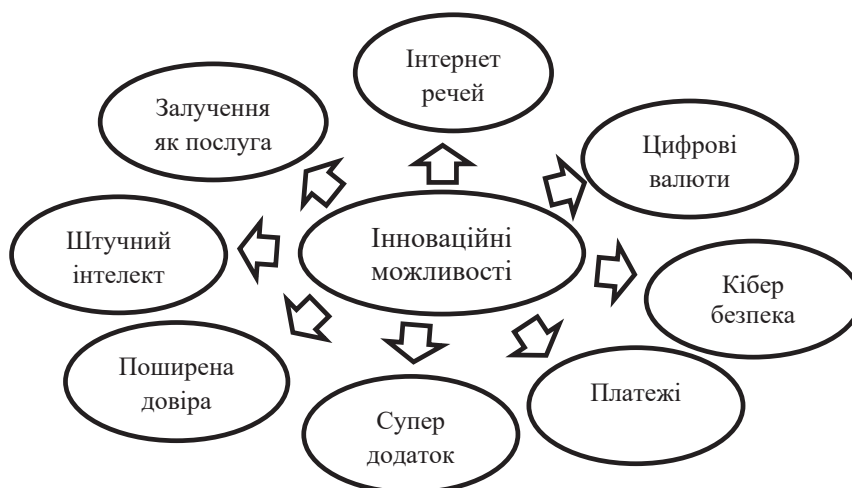 Інтернет
речей
Залучення
як послуга
Цифрові
валюти
Штучний
інтелект
Інноваційні
можливості
Кібер
безпека
Поширена
довіра
Платежі
Супер
додаток